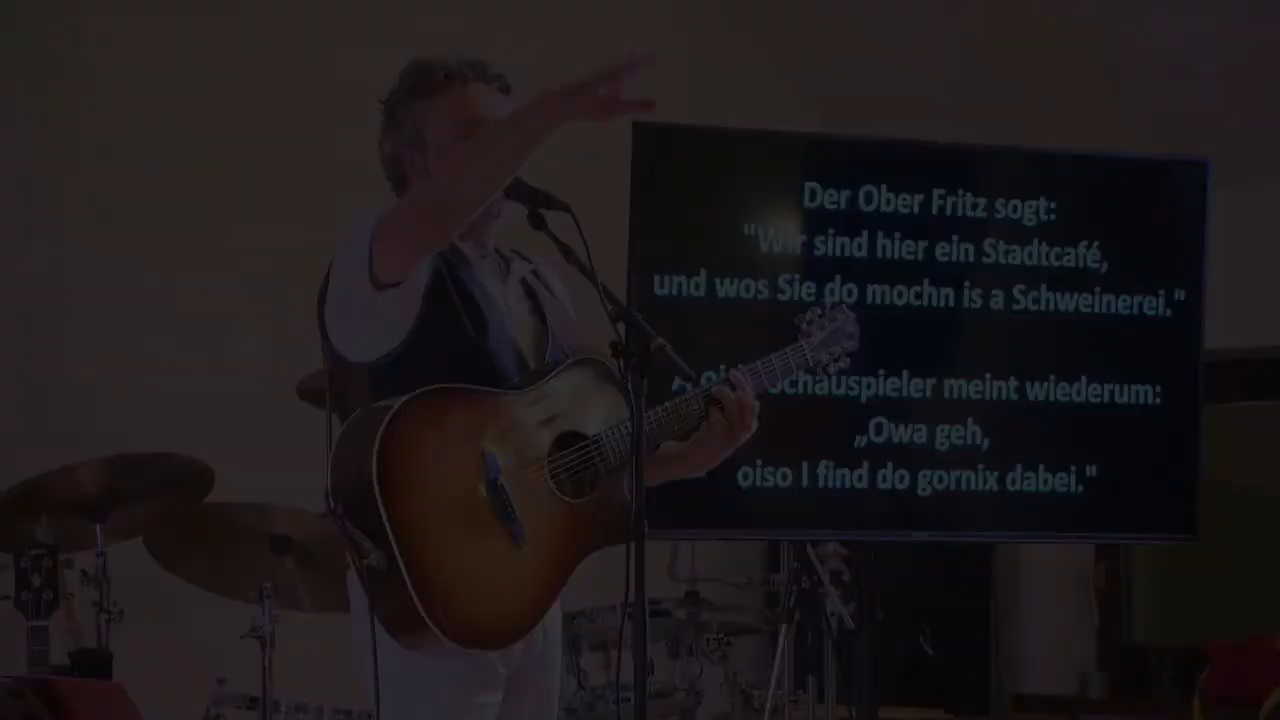 Der Ober Fritz sogt:
"Wir sind hier ein Stadtcafé,
und wos Sie do mochn is a Schweinerei."
Schauspieler meint wiederum:
„Owa geh,
oiso I find do gornix dabei."